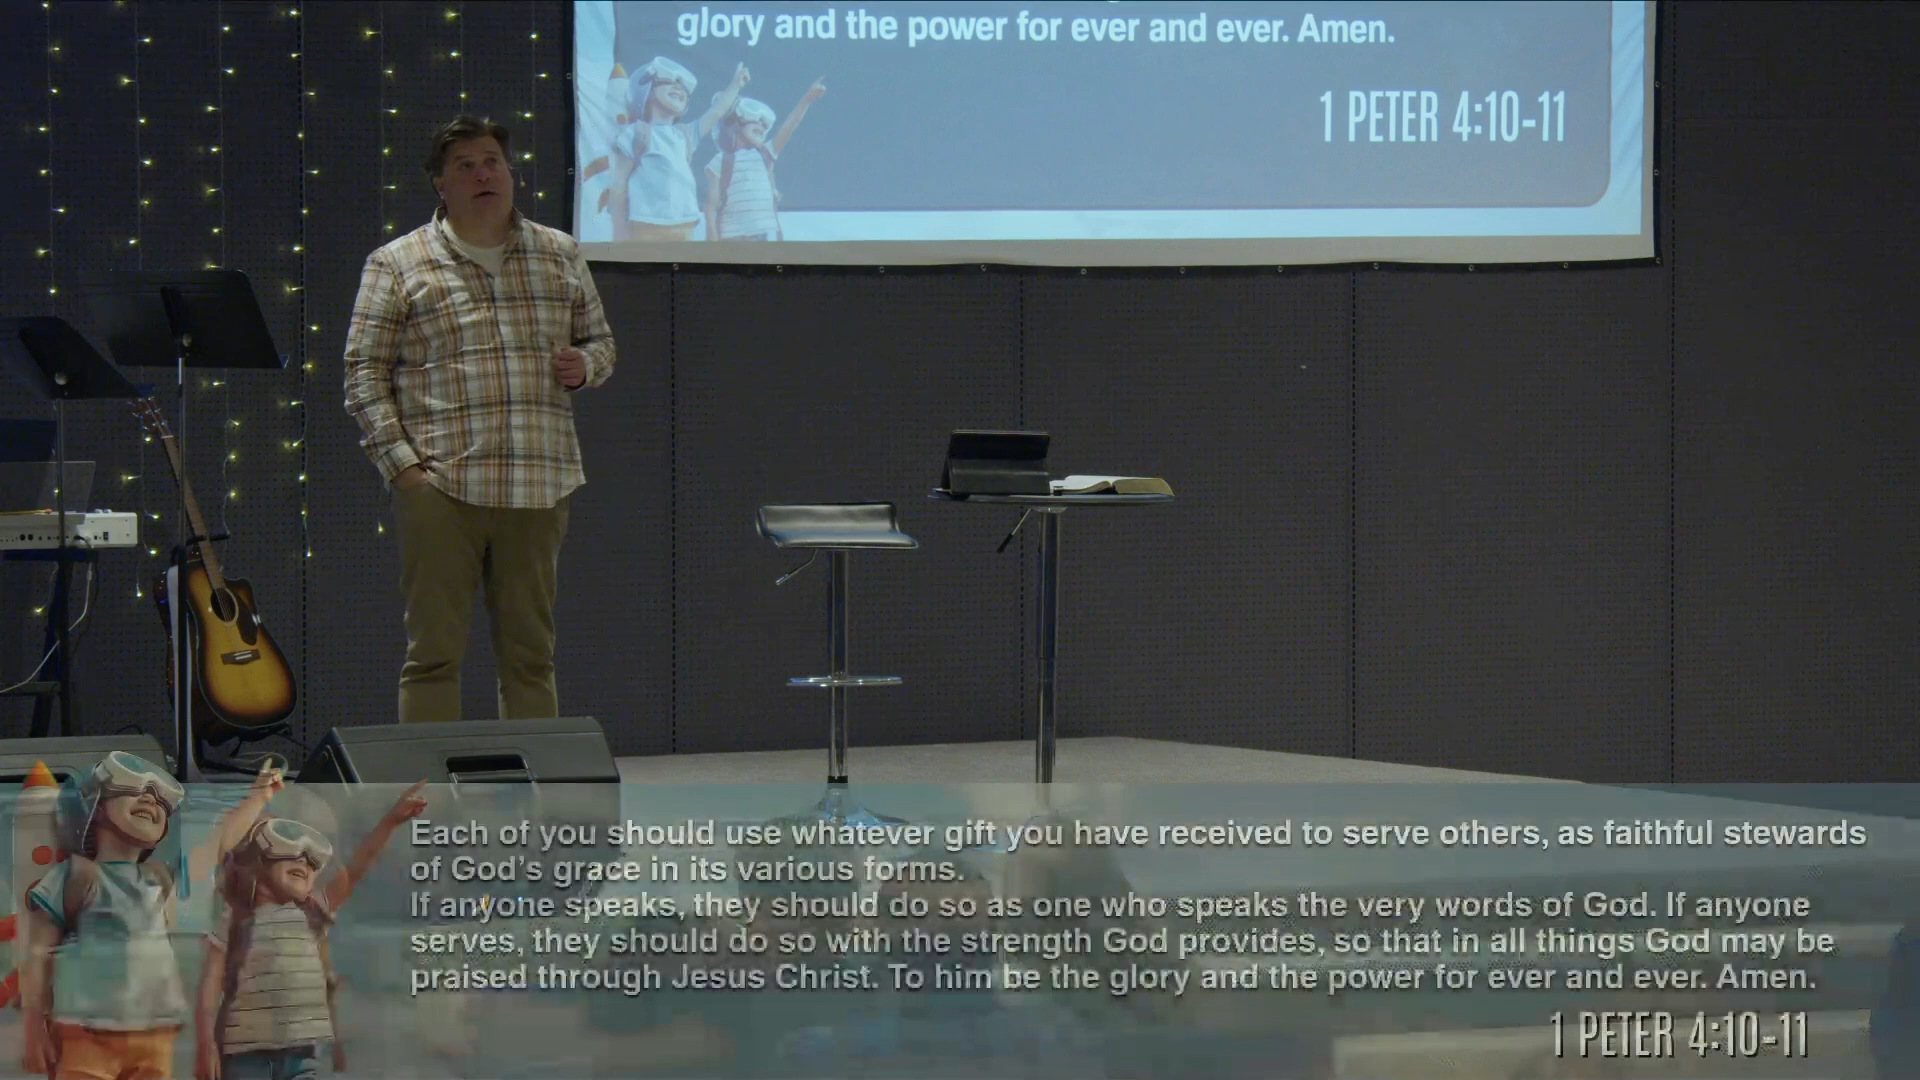 glory and the power for ever and ever. Amen.
1 PETER 4:10-11
Each of you should use whatever gift you have received to serve others, as faithful stewards
of God's grace in its various forms.
If anyone speaks, they should do so as one who speaks the very words of God. If anyone
serves, they should do so with the strength God provides, so that in all things God may be
praised through Jesus Christ. To him be the glory and the power for ever and ever. Amen.
1 PETER 4:10-11